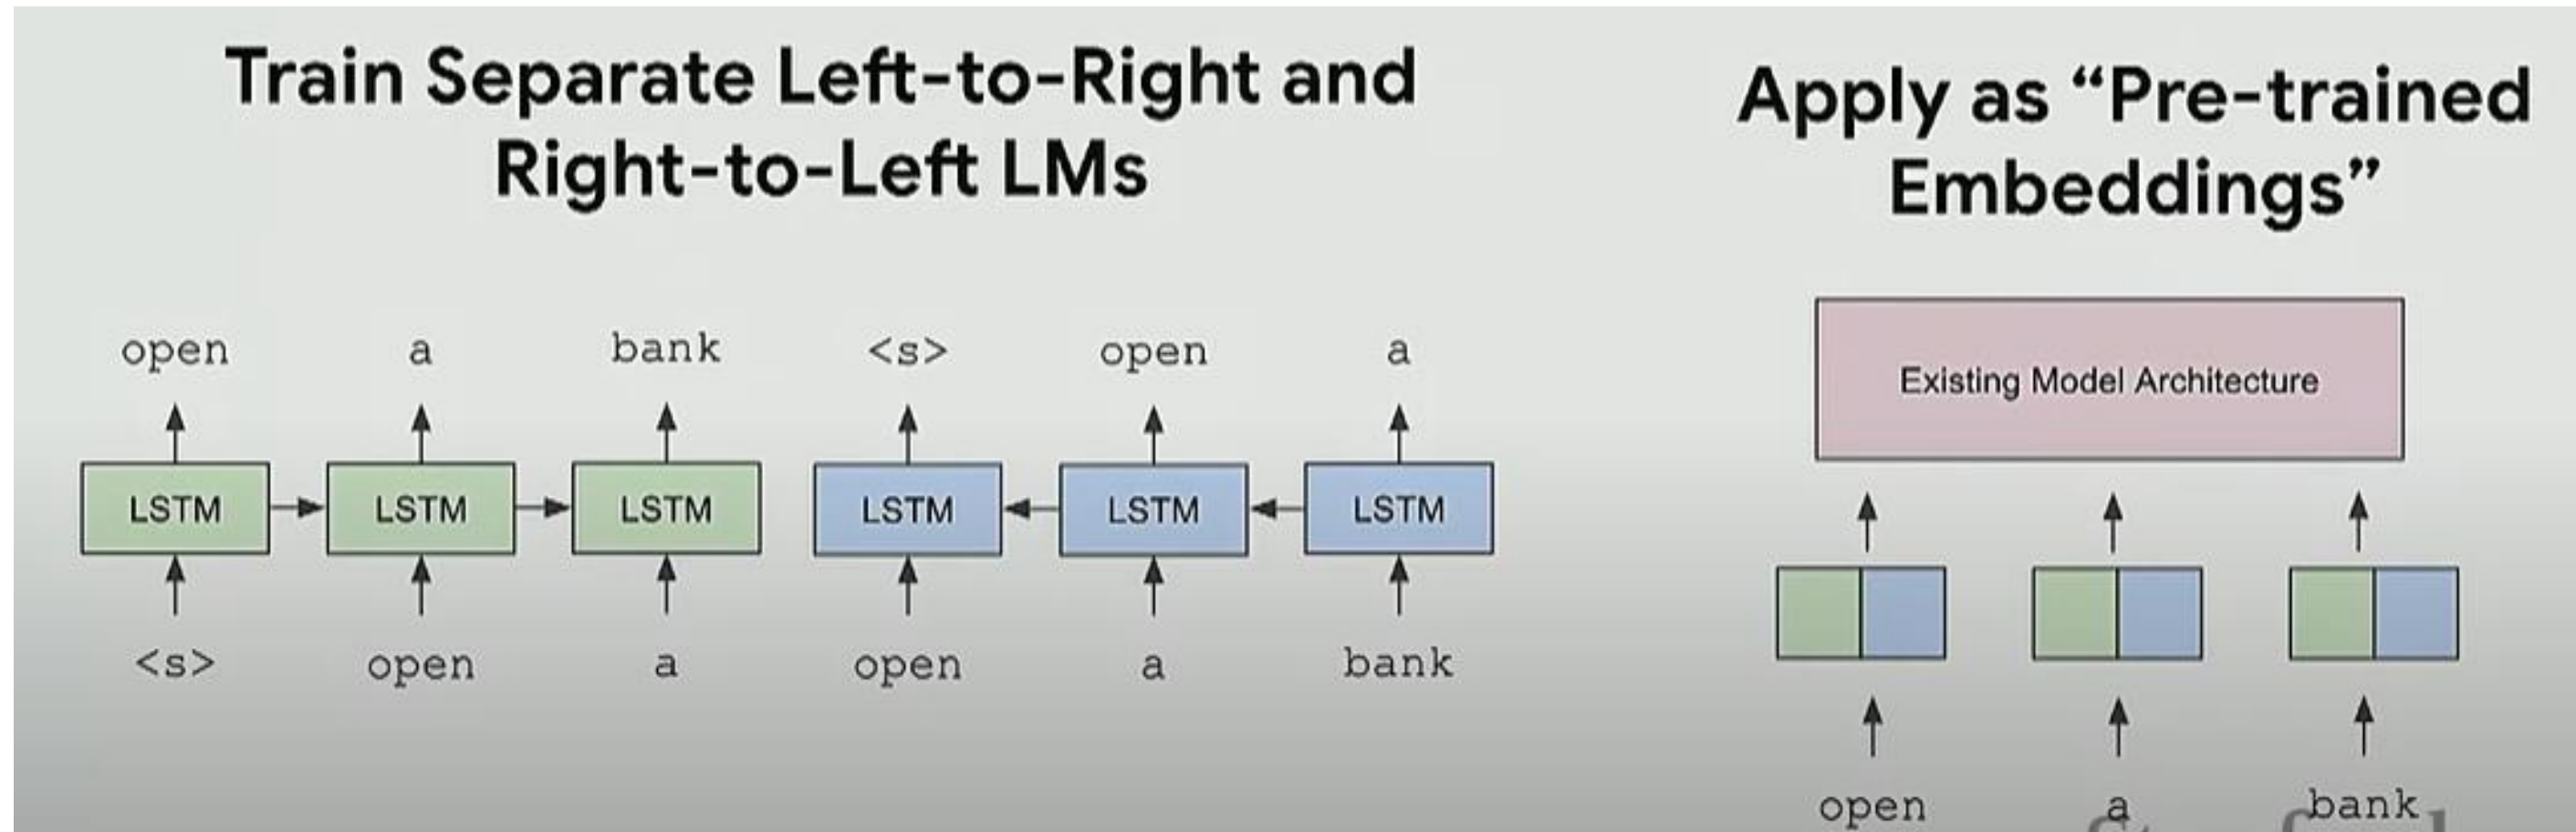 Train Separate Left-to-Right and
Right-to-Left LMs
open a bank <s> open a
LSTM LSTM LSTM LSTM LSTM LSTM
<s> open a open a bank
Apply as “Pre-trained
Embeddings”
Existing Model Architecture
open a bank